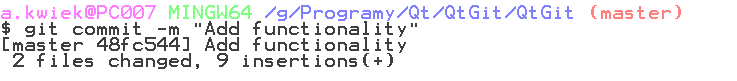 a.kwiek@PC007 MINGW64 /g/Programy/Qt/QtGit/QtGit (master)
$ git commit -m "Add functionality"
[master 48fc544] Add functionality
 2 files changed, 9 insertions(+)